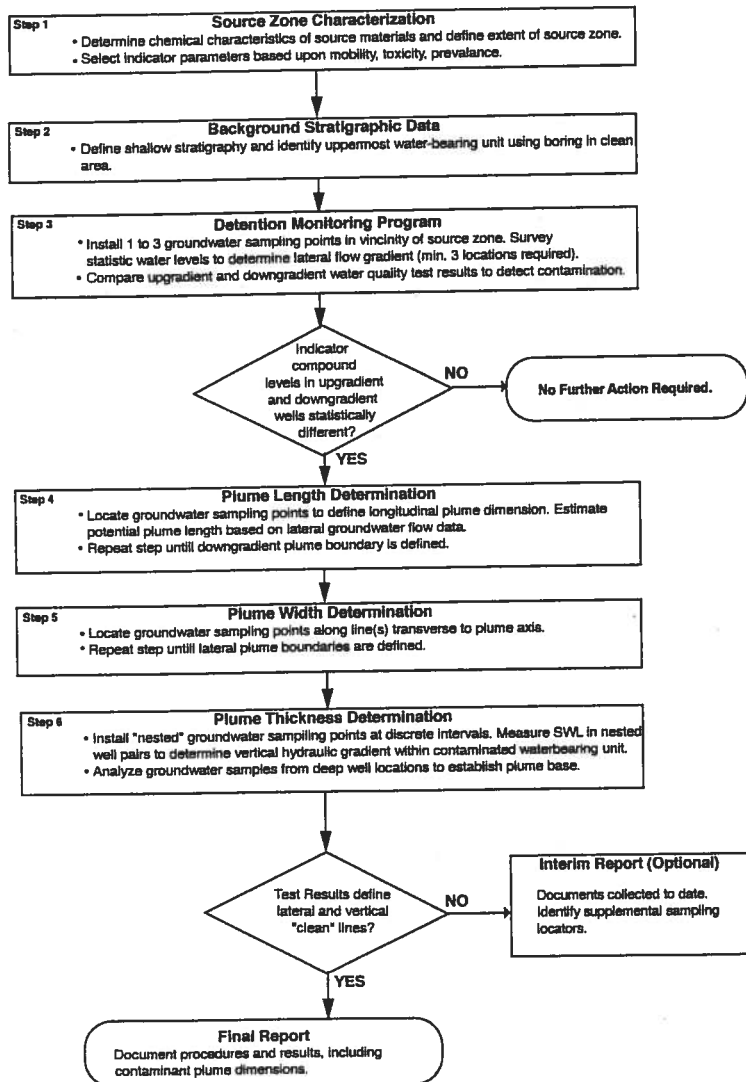 Source Zone Characterization
Step 1
• Determine chemical characteristics of source materials and define extent of source zone.
• Select indicator parameters based upon mobility, toxicity, prevalance.
Background Stratigraphic Data
Step 2
• Define shallow stratigraphy and identify uppermost water-bearing unit using boring in clean
area.
Detention Monitoring Program
Step 3
• Install 1 to 3 groundwater sampling points in vincinity of source zone. Survey
statistic water levels to determine lateral flow gradient (min. 3 locations required).
• Compare upgradient and downgradient water quality test results to detect contamination.
Indicator
compound
levels in upgradient
and downgradient
wells statistically
different?
NO
No Further Action Required.
YES
Plume Length Determination
Step 4
• Locate groundwater sampling points to define longitudinal plume dimension. Estimate
potential plume length based on lateral groundwater flow data.
• Repeat step untill downgradient plume boundary is defined.
Plume Width Determination
Step 5
• Locate groundwater sampling points along line(s) transverse to plume axis.
• Repeat step untill lateral plume boundaries are defined.
Plume Thickness Determination
Step 6
• Install "nested" groundwater sampiling points at discrete intervals. Measure SWL in nested
well pairs to determine vertical hydraulic gradient within contaminated waterbearing unit.
• Analyze groundwater samples from deep well locations to establish plume base.
Test Results define
lateral and vertical
"clean" lines?
NO
Interim Report (Optional)
Documents collected to date.
Identify supplemental sampling
locators.
YES
Final Report
Document procedures and results, including
contaminant plume dimensions.